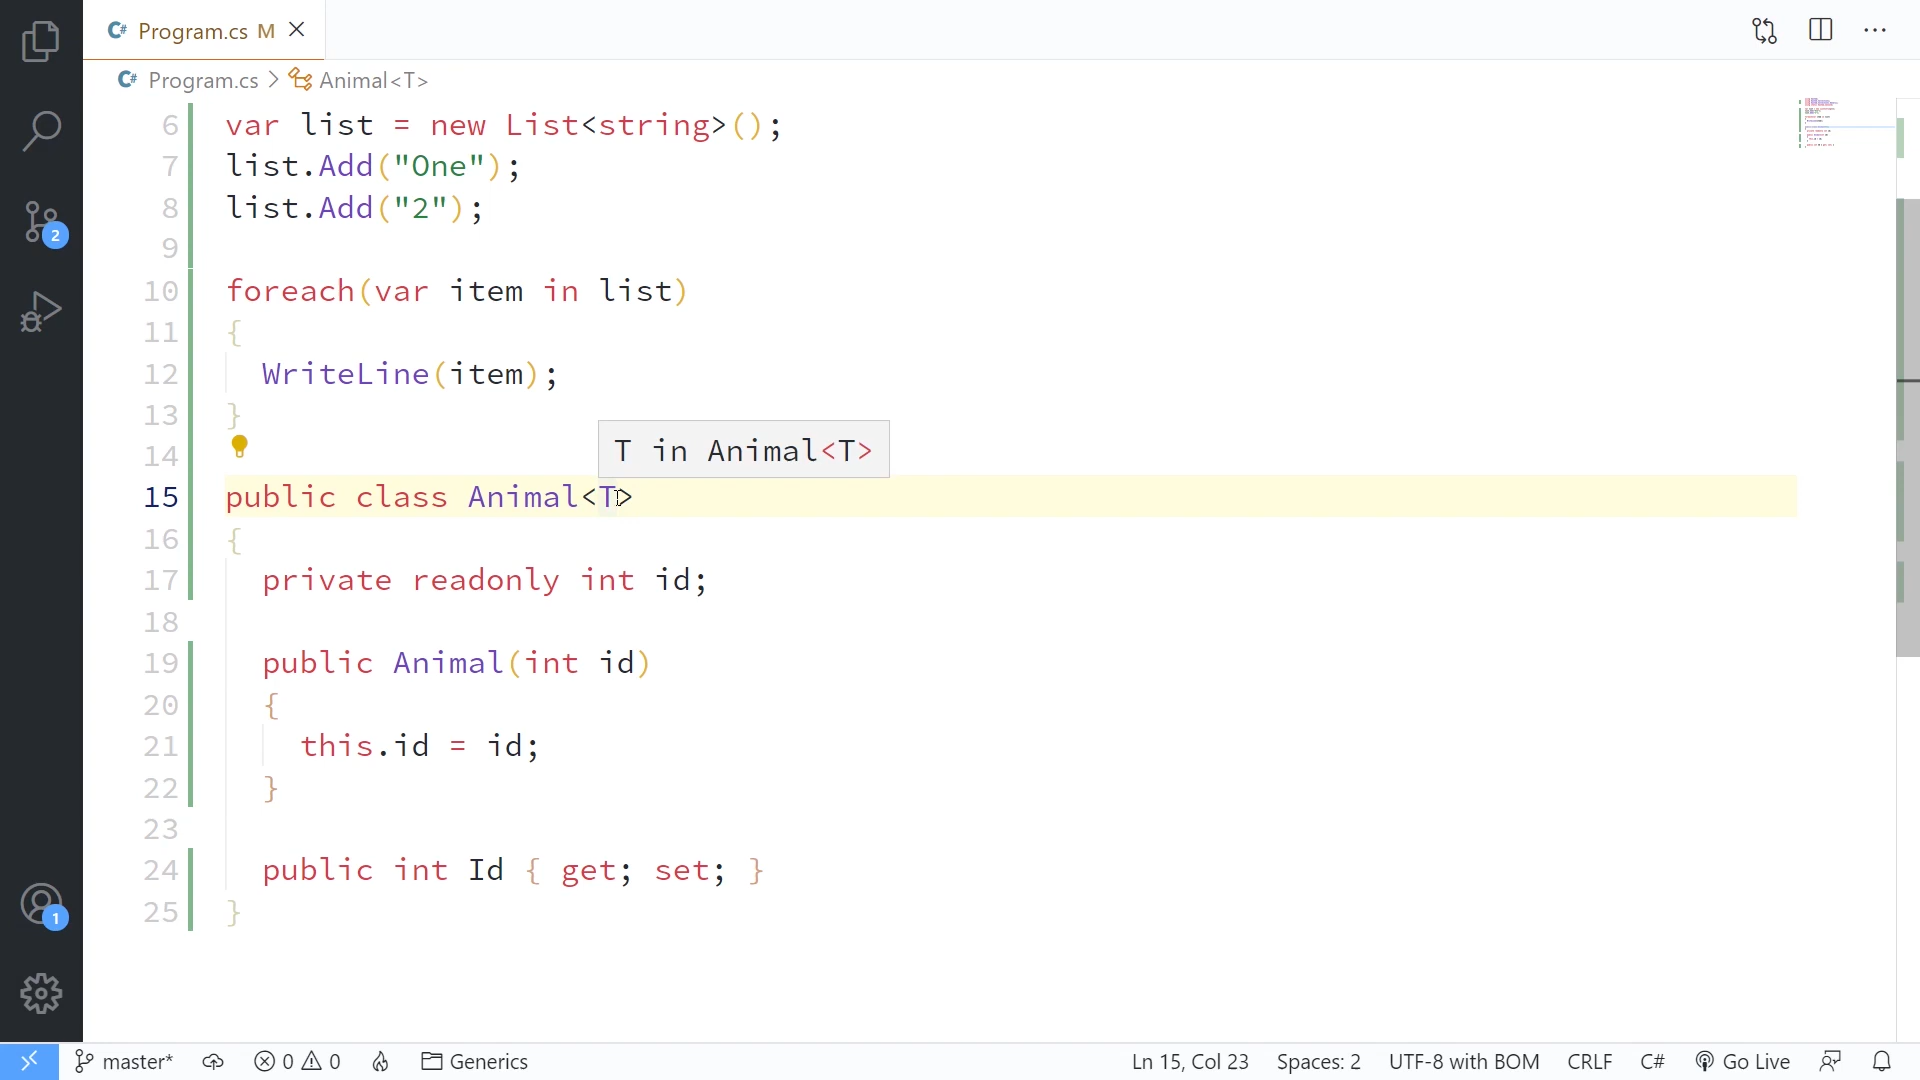 C# Program.cs M
C# Program.cs > Animal<T>
6 var list = new List<string>();
7 list.Add("One");
8 list.Add("2");
9
10 foreach(var item in list)
11 {
12 WriteLine(item);
13 }
14
T in Animal<T>
15 public class Animal<T>
16 {
17 private readonly int id;
18
19 public Animal(int id)
20 {
21 this.id = id;
22 }
23
24 public int Id { get; set; }
25 }
2
1
master* 0 0 Generics Ln 15, Col 23 Spaces: 2 UTF-8 with BOM CRLF C# Go Live